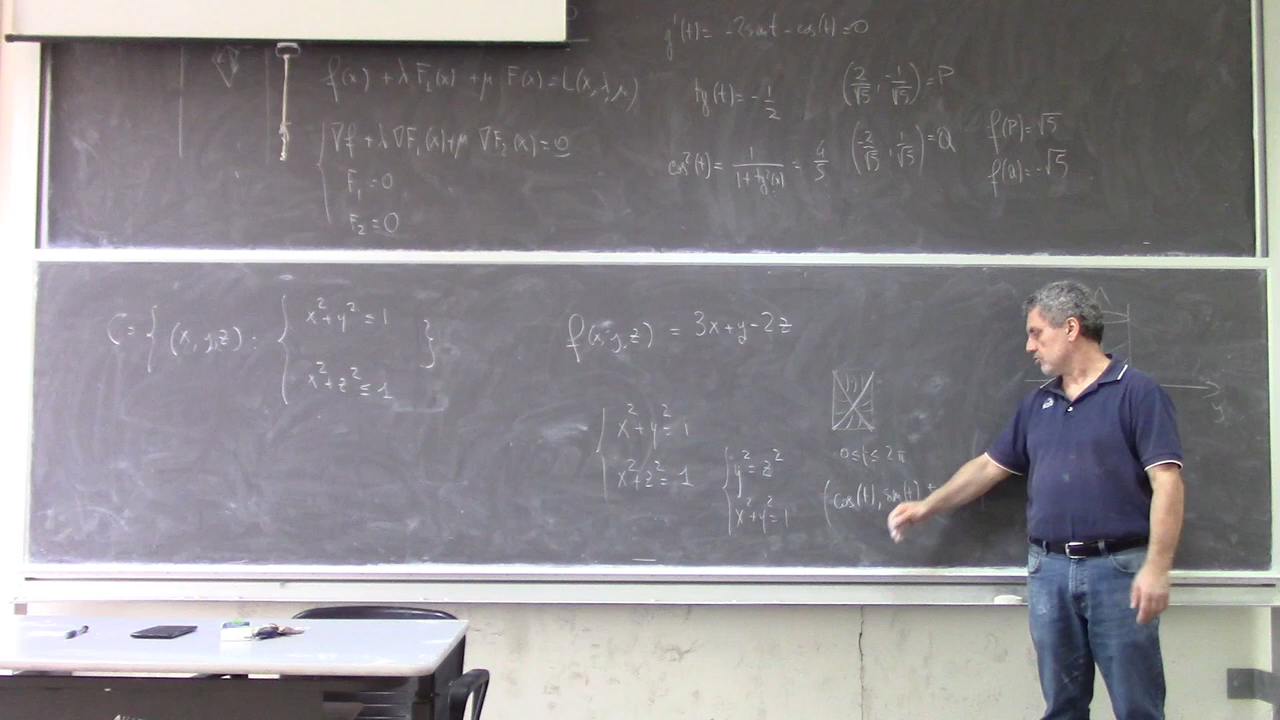 f(x) + λ F₁(x) + μ F(x) = L(x, λ, μ)
∇f + λ∇F₁(x) + μ ∇F₂(x) = 0
F₁ = 0
F₂ = 0
g'(t) = -2sint - cos(t) = 0
tg(t) = -1/2
(2/√5, -1/√5) = P
cos²(t) = 1/(1+tg²(x)) = 4/5
(-2/√5, 1/√5) = Q
f(P) = √5
f(Q) = -√5
C = { (x, y, z) : { x²+y² ≤ 1
x²+z² ≤ 1 }
f(x, y, z) = 3x+y-2z
x²+y² = 1
x²+z² = 1
y² = z²
x²+y² = 1
0 ≤ t ≤ 2π
(cos(t), sin(t)
y